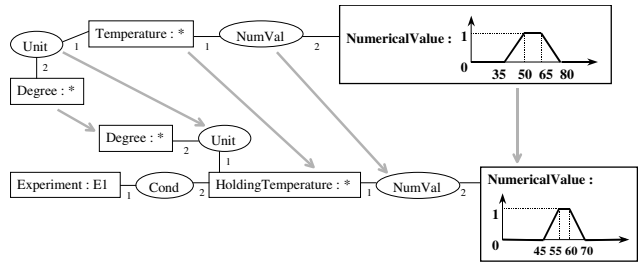 Temperature : *
NumVal
Unit
1
1
2
NumericalValue :
1
0
35 50 65 80
2
Degree : *
Degree : *
2
Unit
1
Experiment : E1
1
Cond
2
HoldingTemperature : *
1
NumVal
2
NumericalValue :
1
0
45 55 60 70